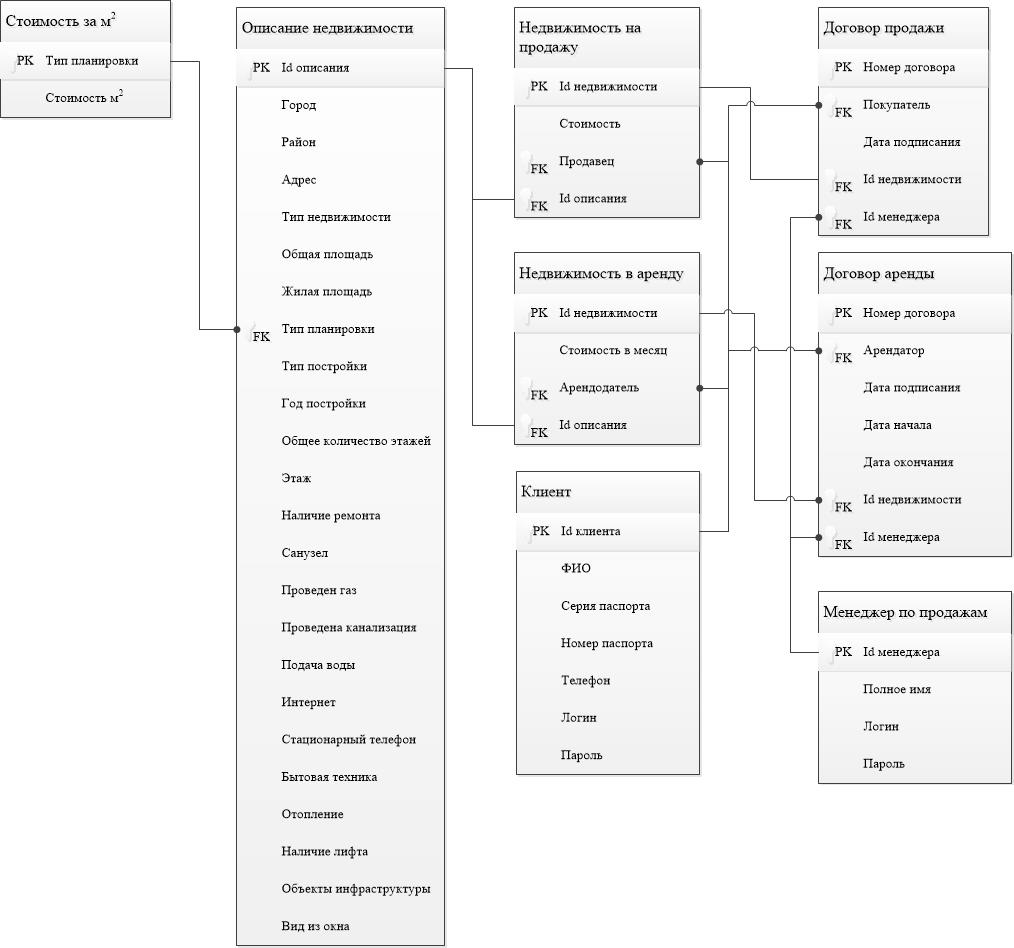 Стоимость за м²
PK Тип планировки
Стоимость м²
Описание недвижимости
PK Id описания
Город
Район
Адрес
Тип недвижимости
Общая площадь
Жилая площадь
FK Тип планировки
Тип постройки
Год постройки
Общее количество этажей
Этаж
Наличие ремонта
Санузел
Проведен газ
Проведена канализация
Подача воды
Интернет
Стационарный телефон
Бытовая техника
Отопление
Наличие лифта
Объекты инфраструктуры
Вид из окна
Недвижимость на
продажу
PK Id недвижимости
Стоимость
FK Продавец
FK Id описания
Недвижимость в аренду
PK Id недвижимости
Стоимость в месяц
FK Арендодатель
FK Id описания
Клиент
PK Id клиента
ФИО
Серия паспорта
Номер паспорта
Телефон
Логин
Пароль
Договор продажи
PK Номер договора
FK Покупатель
Дата подписания
FK Id недвижимости
FK Id менеджера
Договор аренды
PK Номер договора
FK Арендатор
Дата подписания
Дата начала
Дата окончания
FK Id недвижимости
FK Id менеджера
Менеджер по продажам
PK Id менеджера
Полное имя
Логин
Пароль